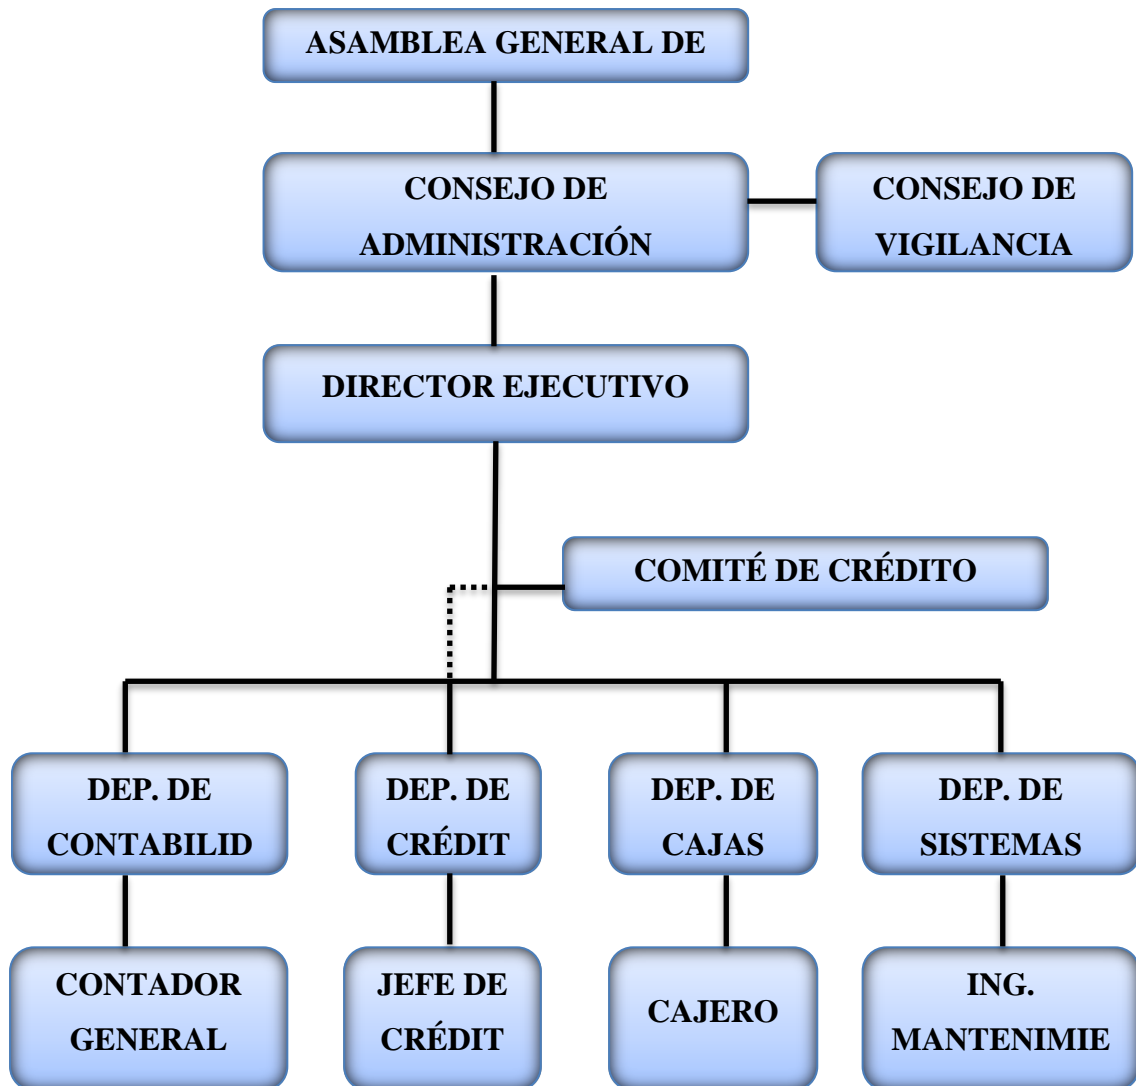 ASAMBLEA GENERAL DE
CONSEJO DE
ADMINISTRACIÓN
CONSEJO DE
VIGILANCIA
DIRECTOR EJECUTIVO
COMITÉ DE CRÉDITO
DEP. DE
CONTABILID
DEP. DE
CRÉDIT
DEP. DE
CAJAS
DEP. DE
SISTEMAS
CONTADOR
GENERAL
JEFE DE
CRÉDIT
CAJERO
ING.
MANTENIMIE